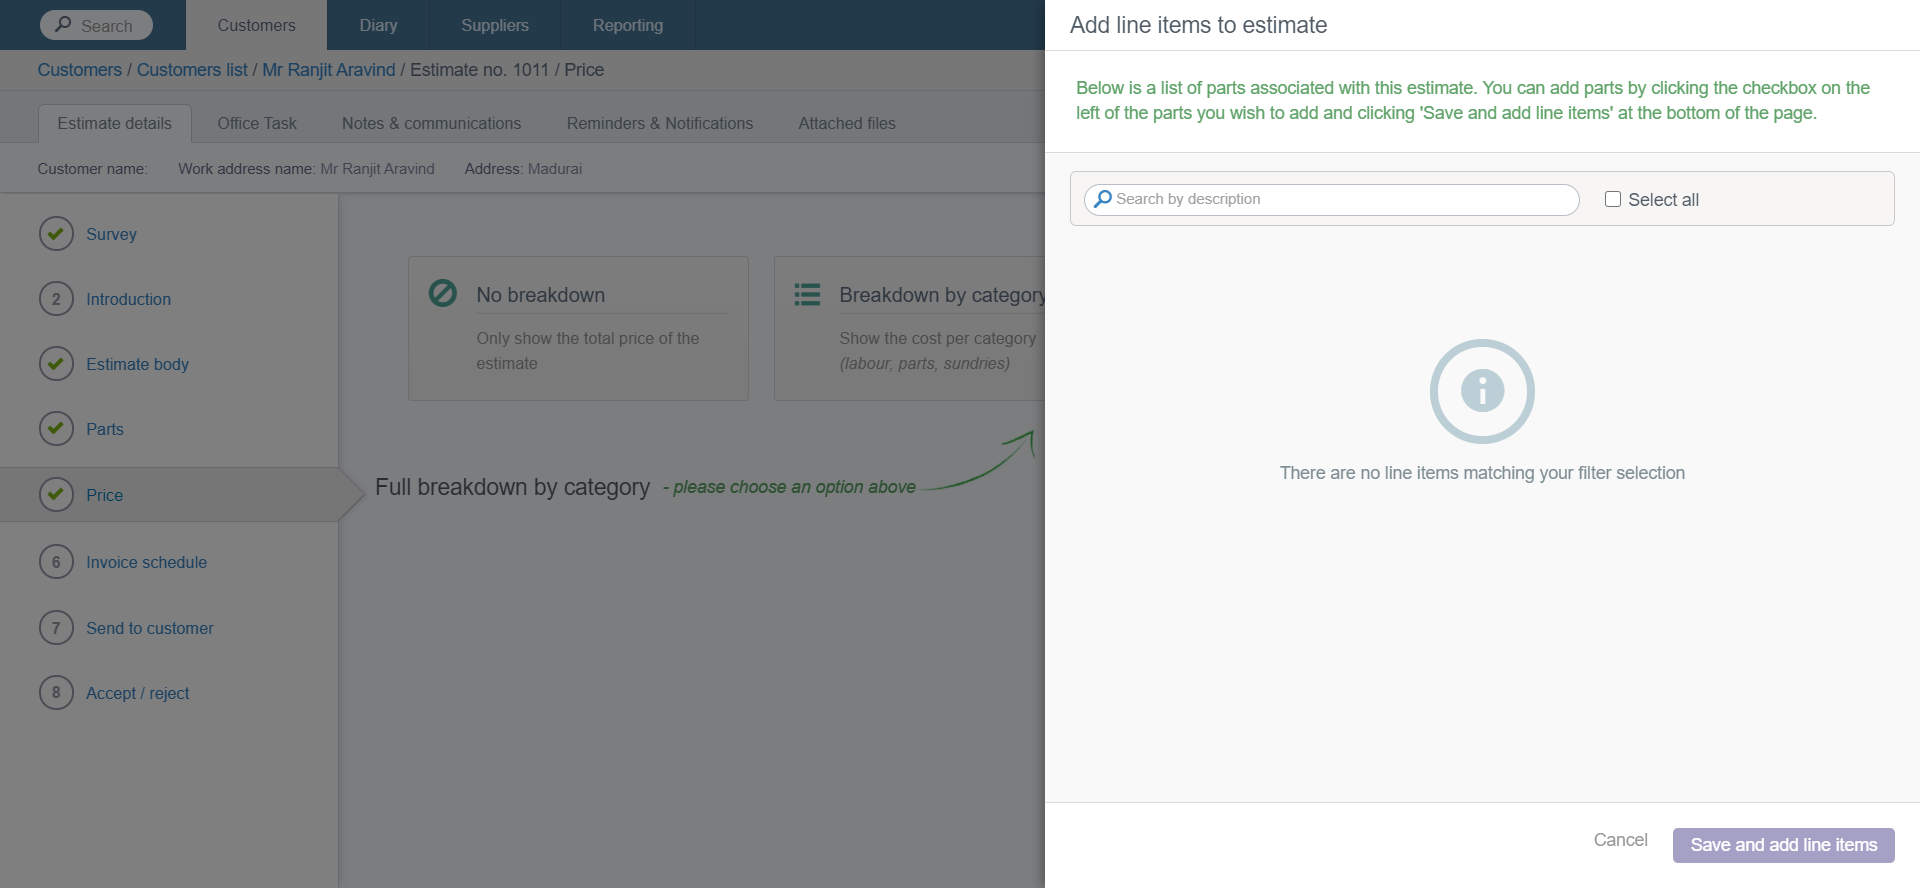 Search
Customers
Diary
Suppliers
Reporting
Customers / Customers list / Mr Ranjit Aravind / Estimate no. 1011 / Price
Estimate details
Office Task
Notes & communications
Reminders & Notifications
Attached files
Customer name:
Work address name: Mr Ranjit Aravind
Address: Madurai
Survey
2 Introduction
Estimate body
Parts
Price
6 Invoice schedule
7 Send to customer
8 Accept / reject
No breakdown
Only show the total price of the
estimate
Breakdown by category
Show the cost per category
(labour, parts, sundries)
Full breakdown by category - please choose an option above
Add line items to estimate
Below is a list of parts associated with this estimate. You can add parts by clicking the checkbox on the
left of the parts you wish to add and clicking 'Save and add line items' at the bottom of the page.
Search by description
Select all
There are no line items matching your filter selection
Cancel
Save and add line items